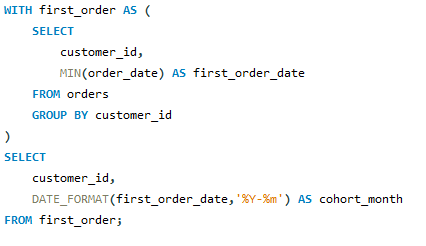 WITH first_order AS (
    SELECT
        customer_id,
        MIN(order_date) AS first_order_date
    FROM orders
    GROUP BY customer_id
)
SELECT
    customer_id,
    DATE_FORMAT(first_order_date,'%Y-%m') AS cohort_month
FROM first_order;